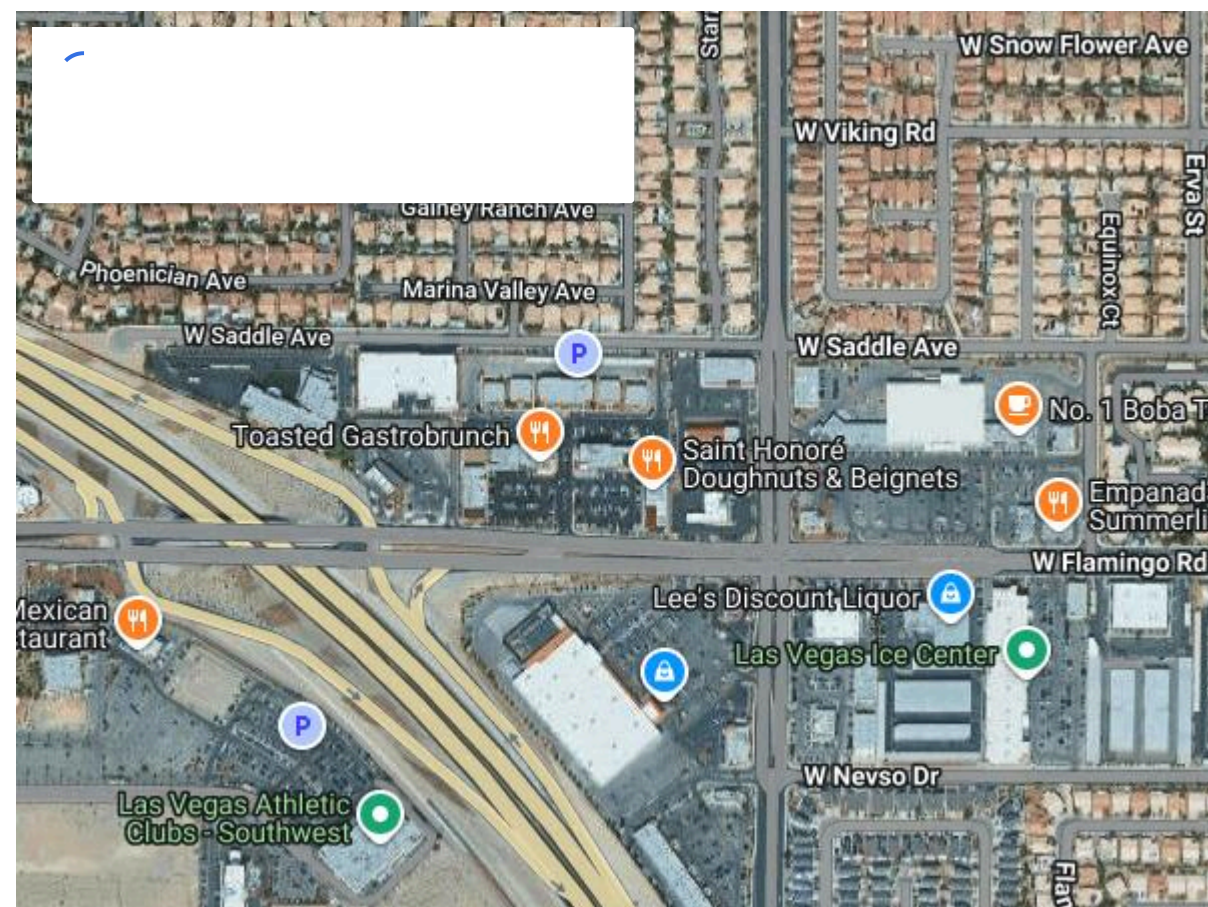 Star
W Snow Flower Ave
W Viking Rd
Erva St
Gainey Ranch Ave
Equinox Ct
Phoenician Ave
Marina Valley Ave
W Saddle Ave
P
W Saddle Ave
No. 1 Boba T
Toasted Gastrobrunch
Saint Honoré
Doughnuts & Beignets
Empanad
Summerli
W Flamingo Rd
Lee's Discount Liquor
Mexican
taurant
Las Vegas Ice Center
P
W Nevso Dr
Las Vegas Athletic
Clubs - Southwest
Flan